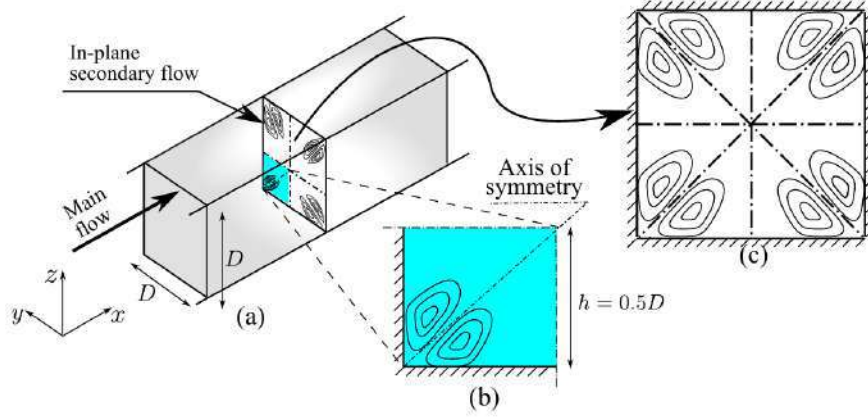 In-plane
secondary flow
Main
flow
D
D
z
y
x
(a)
Axis of
symmetry
h = 0.5D
(b)
(c)